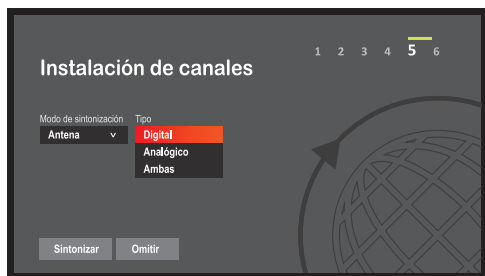 1 2 3 4 5 6
Instalación de canales
Modo de sintonización Tipo
Antena Digital
Analógico
Ambas
Sintonizar Omitir